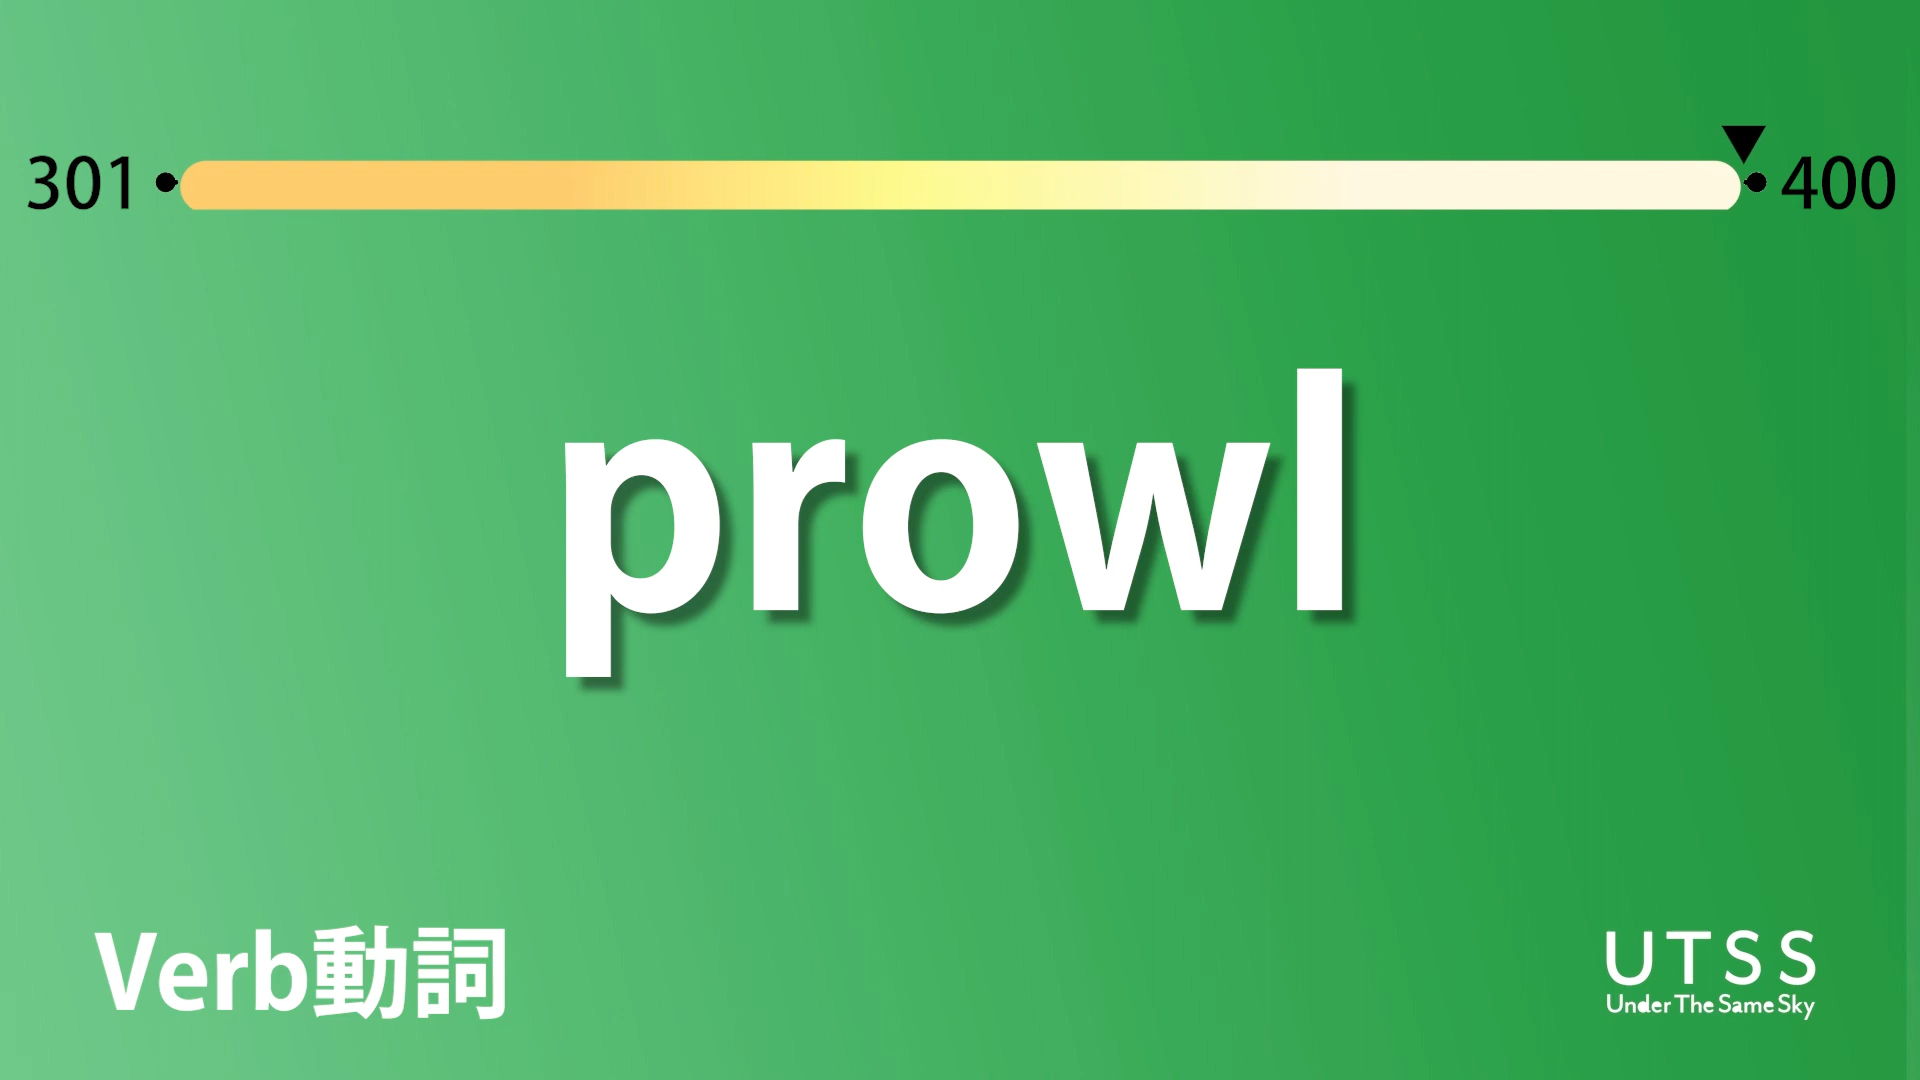 301 400
prowl
Verb動詞
UTSS
Under The Same Sky